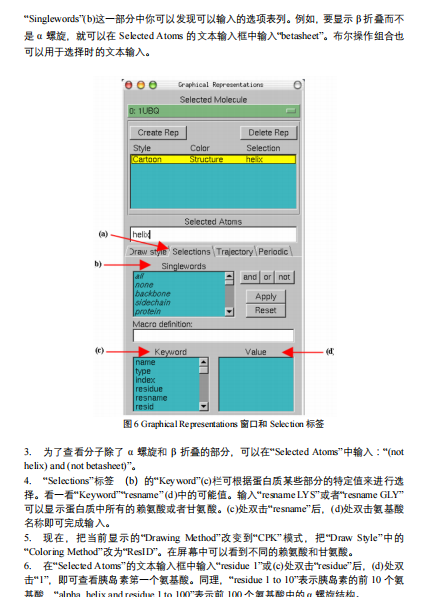 “Singlewords”(b)这一部分中你可以发现可以输入的选项表列。例如，要显示 β 折叠而不
是 α 螺旋，就可以在 Selected Atoms 的文本输入框中输入“betasheet”。布尔操作组合也
可以用于选择时的文本输入。
Graphical Representations
Selected Molecule
0: 1UBQ
Create Rep
Delete Rep
Style
Color
Selection
Cartoon
Structure
helix
Selected Atoms
(a)
helix
Draw style
Selections
Trajectory
Periodic
b)
Singlewords
all
none
backbone
sidechain
protein
and
or
not
Apply
Reset
Macro definition:
(c)
Keyword
Value
(d)
name
type
index
residue
resname
resid
图 6 Graphical Representations 窗口和 Selection 标签
3. 为了查看分子除了 α 螺旋和 β 折叠的部分，可以在“Selected Atoms”中输入：“(not
helix) and (not betasheet)”。
4. “Selections”标签 （b）的“Keyword”(c)栏可根据蛋白质某些部分的特定值来进行选
择。看一看“Keyword”“resname”(d)中的可能值。输入“resname LYS”或者“resname GLY”
可以显示蛋白质中所有的赖氨酸或者甘氨酸。(c)处双击“resname”后，(d)处双击氨基酸
名称即可完成输入。
5. 现在，把当前显示的“Drawing Method”改变到“CPK”模式，把“Draw Style”中的
“Coloring Method”改为“ResID”。在屏幕中可以看到不同的赖氨酸和甘氨酸。
6. 在“Selected Atoms”的文本输入框中输入“residue 1”或(c)处双击“residue”后，(d)处双
击“1”，即可查看胰岛素第一个氨基酸。同理，“residue 1 to 10”表示胰岛素的前 10 个氨
基酸，“alpha_helix and residue 1 to 100”表示前 100 个氨基酸中的 α 螺旋结构。